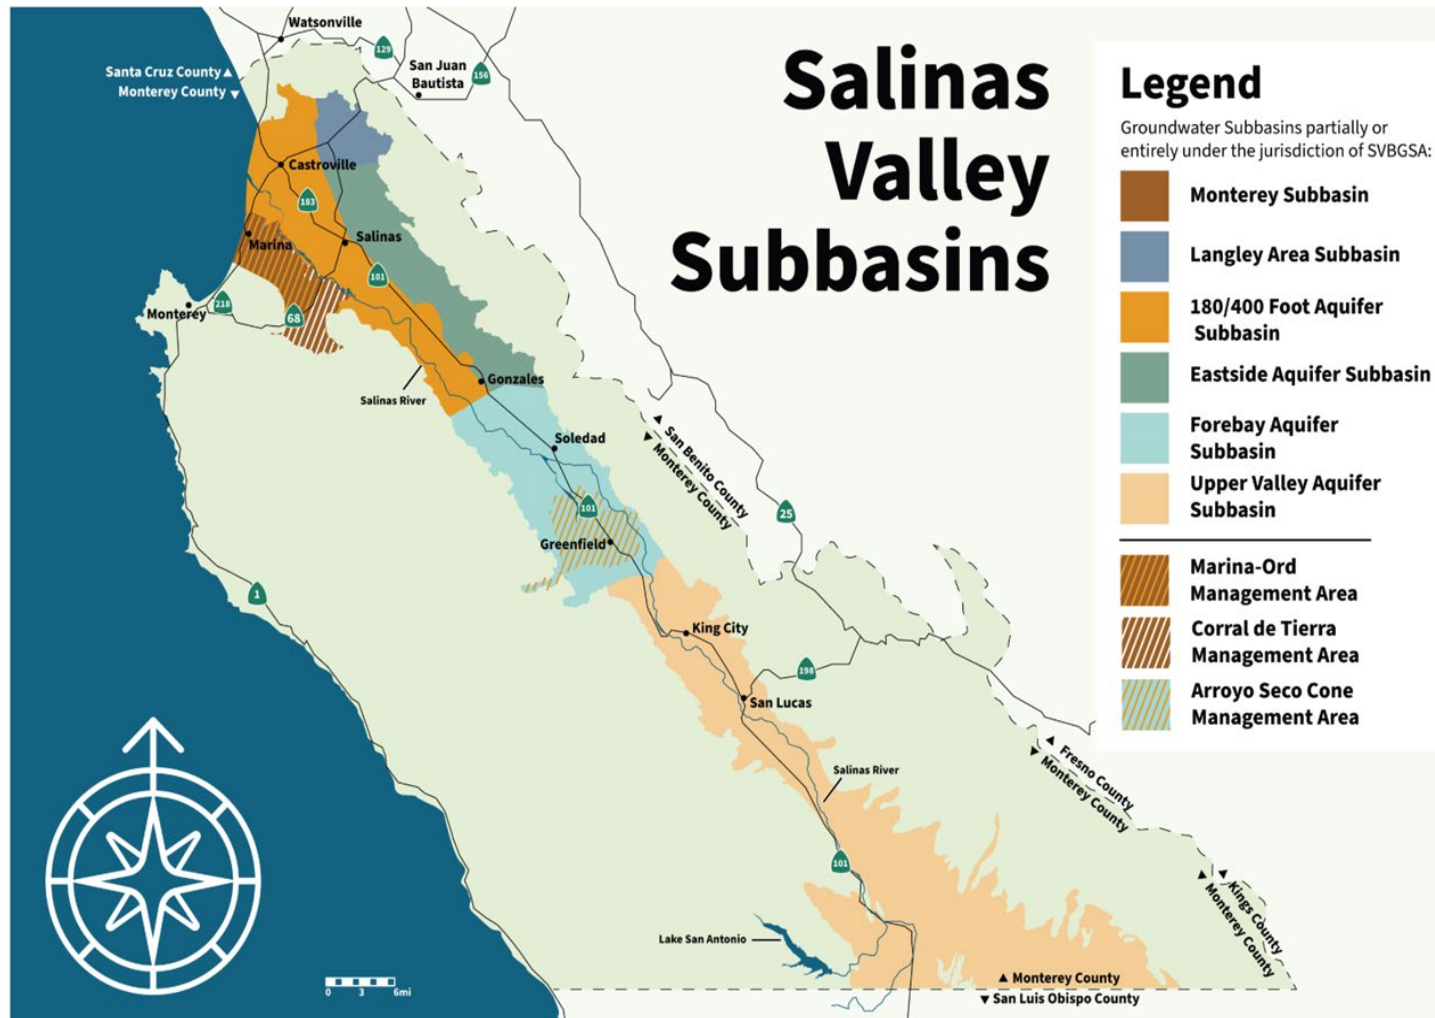 Salinas
Valley
Subbasins
Watsonville
129
Santa Cruz County
Monterey County
San Juan
Bautista
156
Castroville
183
Marina
Salinas
101
218
68
Monterey
Salinas River
Gonzales
Soledad
San Benito County
Monterey County
101
25
Greenfield
1
King City
198
San Lucas
Salinas River
Fresno County
Monterey County
101
Kings County
Monterey County
Lake San Antonio
Monterey County
San Luis Obispo County
0 3 6mi
Legend
Groundwater Subbasins partially or
entirely under the jurisdiction of SVBGSA:
Monterey Subbasin
Langley Area Subbasin
180/400 Foot Aquifer
Subbasin
Eastside Aquifer Subbasin
Forebay Aquifer
Subbasin
Upper Valley Aquifer
Subbasin
Marina-Ord
Management Area
Corral de Tierra
Management Area
Arroyo Seco Cone
Management Area